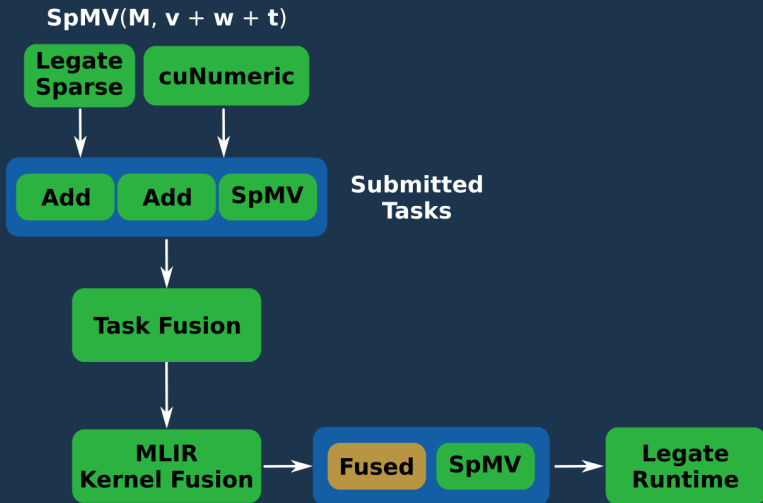 SpMV(M, v + w + t)
Legate
Sparse
cuNumeric
Add
Add
SpMV
Submitted
Tasks
Task Fusion
MLIR
Kernel Fusion
Fused
SpMV
Legate
Runtime